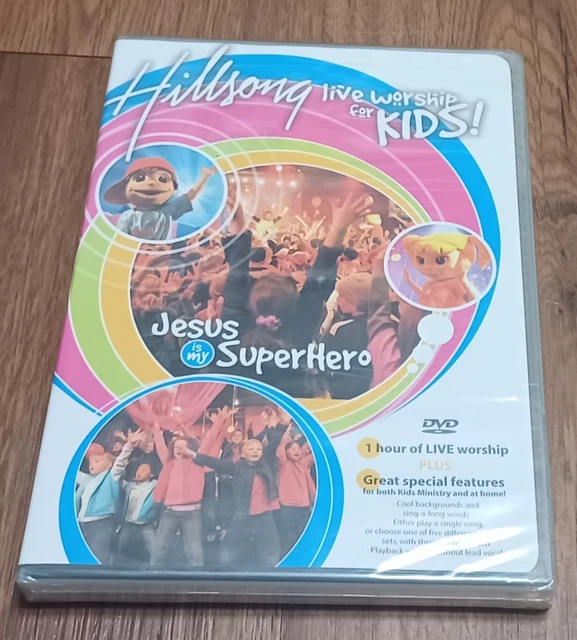 Hillsong live worship
for KIDS!
Jesus
is my SuperHero
DVD
1 hour of LIVE worship
PLUS
Great special features
for both Kids Ministry and at home!
Cool backgrounds and
sing-a-long words
Either play a single song,
or choose one of five
sets, with
Playback without lead